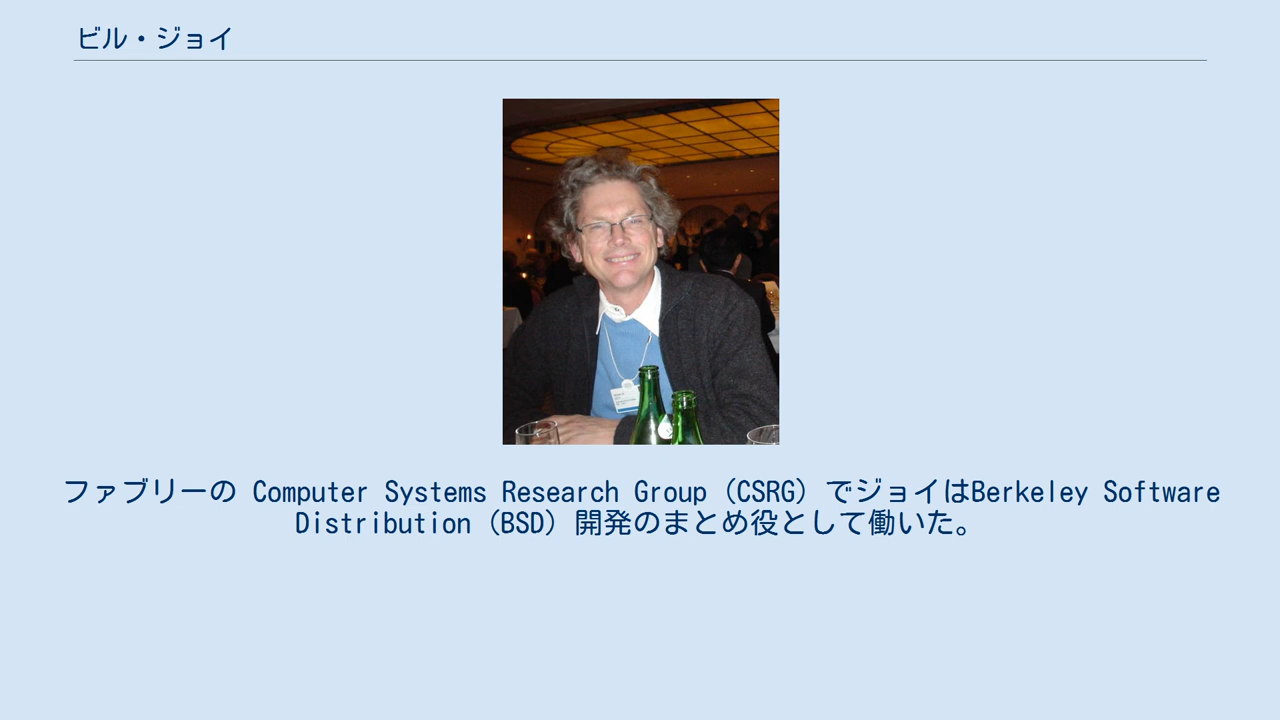 ビル・ジョイ
ファブリーの Computer Systems Research Group（CSRG）でジョイはBerkeley Software
Distribution（BSD）開発のまとめ役として働いた。